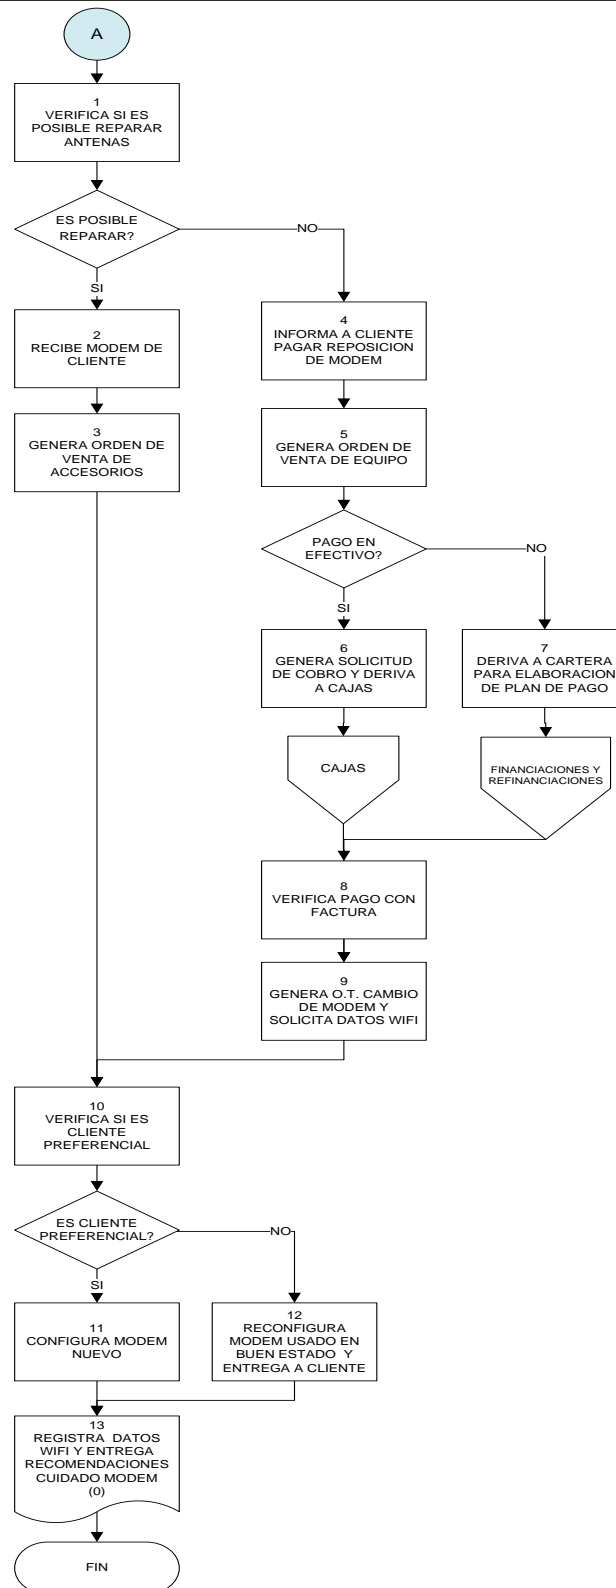 A
1
VERIFICA SI ES
POSIBLE REPARAR
ANTENAS
ES POSIBLE
REPARAR?
NO
SI
2
RECIBE MODEM DE
CLIENTE
3
GENERA ORDEN DE
VENTA DE
ACCESORIOS
4
INFORMA A CLIENTE
PAGAR REPOSICION
DE MODEM
5
GENERA ORDEN DE
VENTA DE EQUIPO
PAGO EN
EFECTIVO?
NO
SI
6
GENERA SOLICITUD
DE COBRO Y DERIVA
A CAJAS
7
DERIVA A CARTERA
PARA ELABORACION
DE PLAN DE PAGO
CAJAS
FINANCIACIONES Y
REFINANCIACIONES
8
VERIFICA PAGO CON
FACTURA
9
GENERA O.T. CAMBIO
DE MODEM Y
SOLICITA DATOS WIFI
10
VERIFICA SI ES
CLIENTE
PREFERENCIAL
ES CLIENTE
PREFERENCIAL?
NO
SI
11
CONFIGURA MODEM
NUEVO
12
RECONFIGURA
MODEM USADO EN
BUEN ESTADO Y
ENTREGA A CLIENTE
13
REGISTRA DATOS
WIFI Y ENTREGA
RECOMENDACIONES
CUIDADO MODEM
(0)
FIN